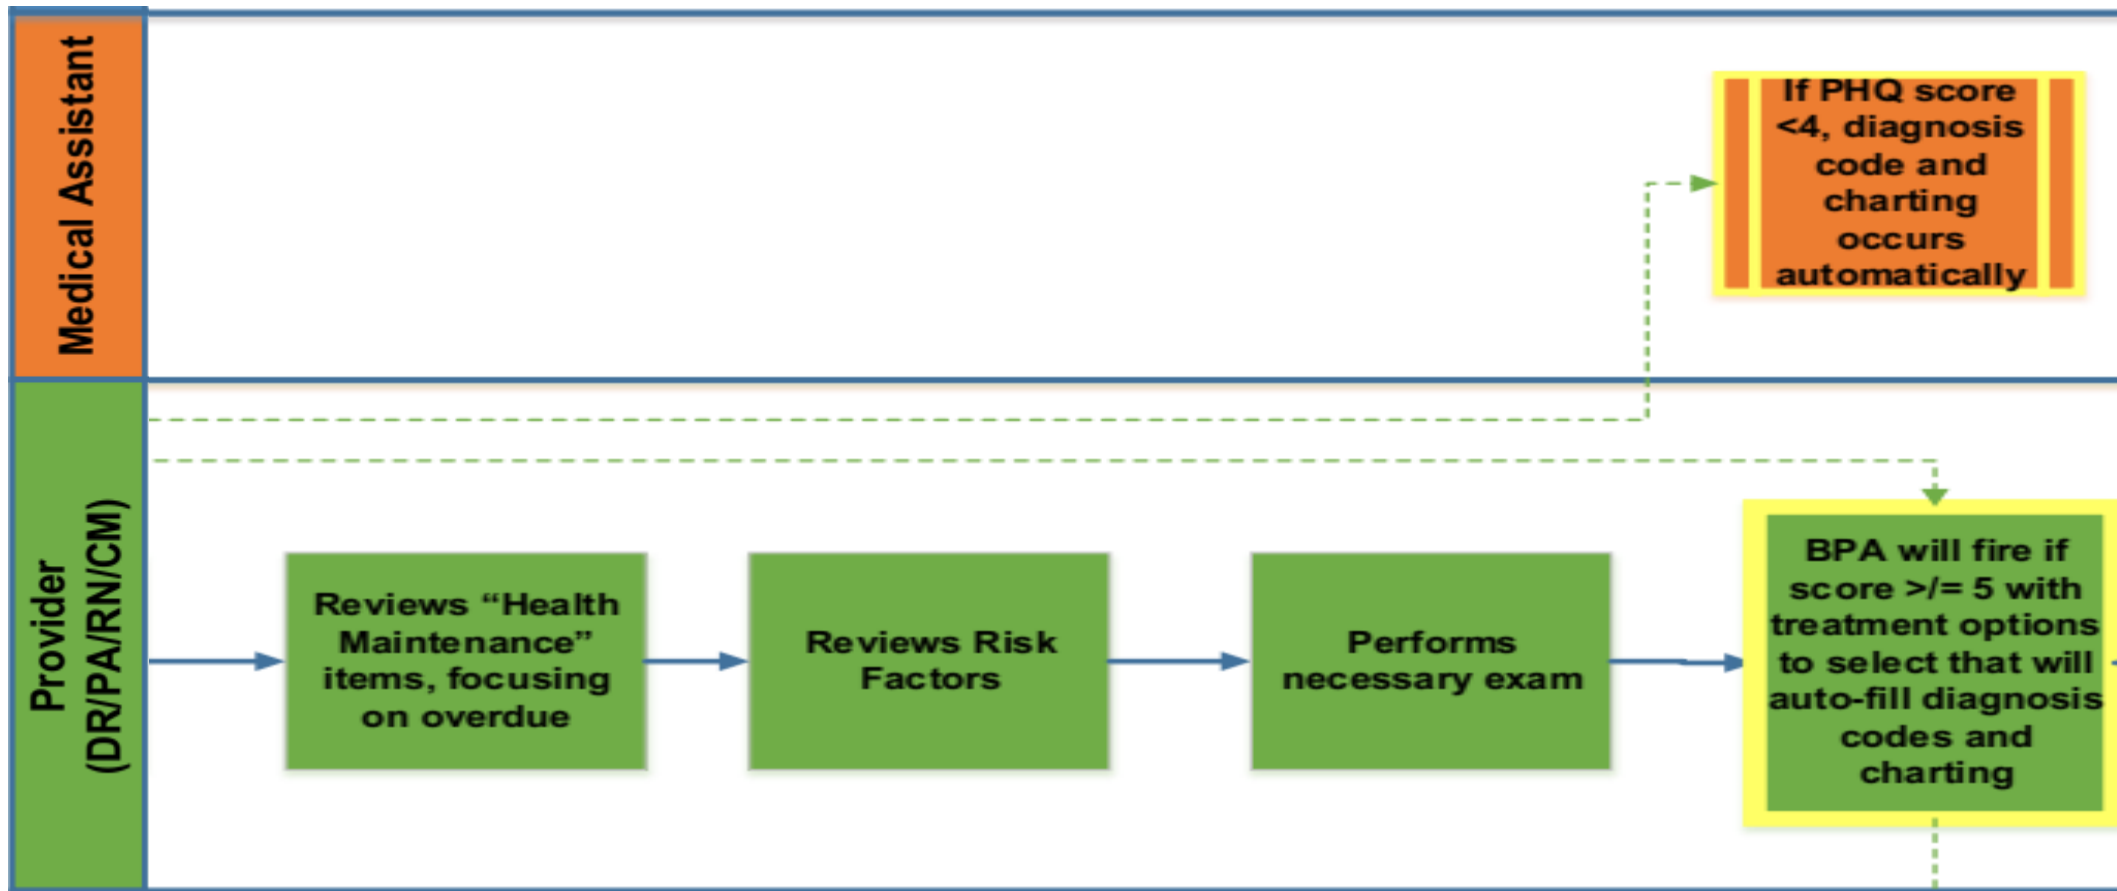 Medical Assistant
If PHQ score
<4, diagnosis
code and
charting
occurs
automatically
Provider
(DR/PA/RN/CM)
Reviews “Health
Maintenance”
items, focusing
on overdue
Reviews Risk
Factors
Performs
necessary exam
BPA will fire if
score >/= 5 with
treatment options
to select that will
auto-fill diagnosis
codes and
charting